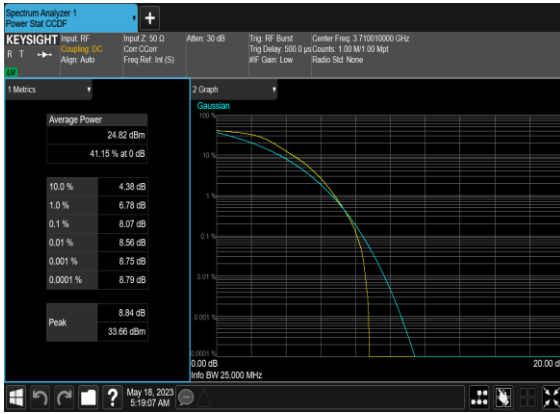 Spectrum Analyzer 1
Power Stat CCDF
+
KEYSIGHT
R T
Input: RF
Coupling: DC
Align: Auto
Input Z: 50 Ω
Corr CCorr
Freq Ref: Int (S)
Atten: 30 dB
Trig: RF Burst
Trig Delay: 500.0 µs
#IF Gain: Low
Center Freq: 3.710010000 GHz
Counts: 1.00 M/1.00 Mpt
Radio Std: None
1 Metrics
Average Power
24.82 dBm
41.15 % at 0 dB
10.0 % 4.38 dB
1.0 % 6.78 dB
0.1 % 8.07 dB
0.01 % 8.56 dB
0.001 % 8.75 dB
0.0001 % 8.79 dB
Peak
8.84 dB
33.66 dBm
2 Graph
Gaussian
100 %
10 %
1 %
0.1 %
0.01 %
0.001 %
0.0001 %
0.00 dB
20.00 d
Info BW 25.000 MHz
?
May 18, 2023
5:19:07 AM